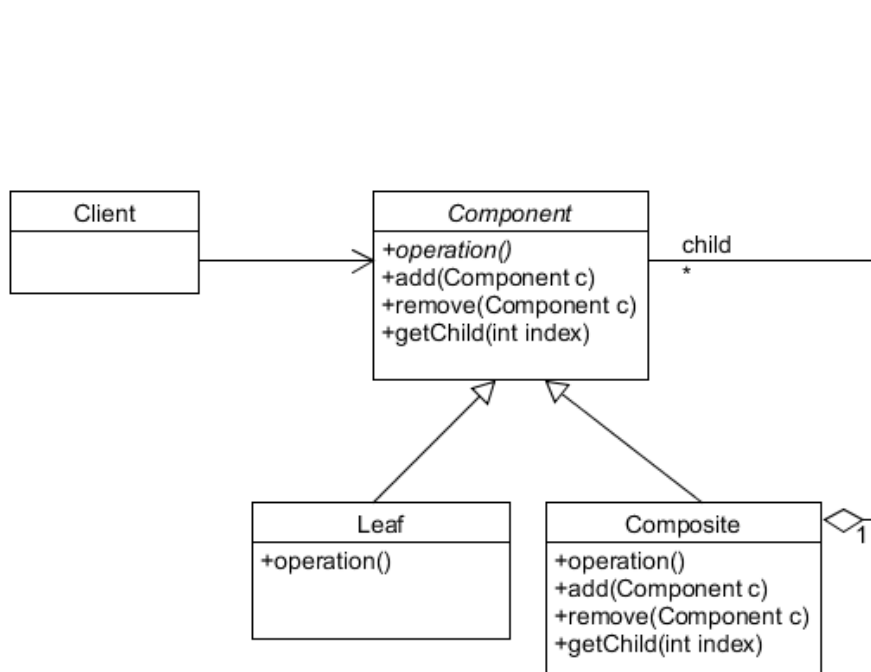 Client
Component
+operation()
+add(Component c)
+remove(Component c)
+getChild(int index)
child
*
Leaf
+operation()
Composite
+operation()
+add(Component c)
+remove(Component c)
+getChild(int index)
1